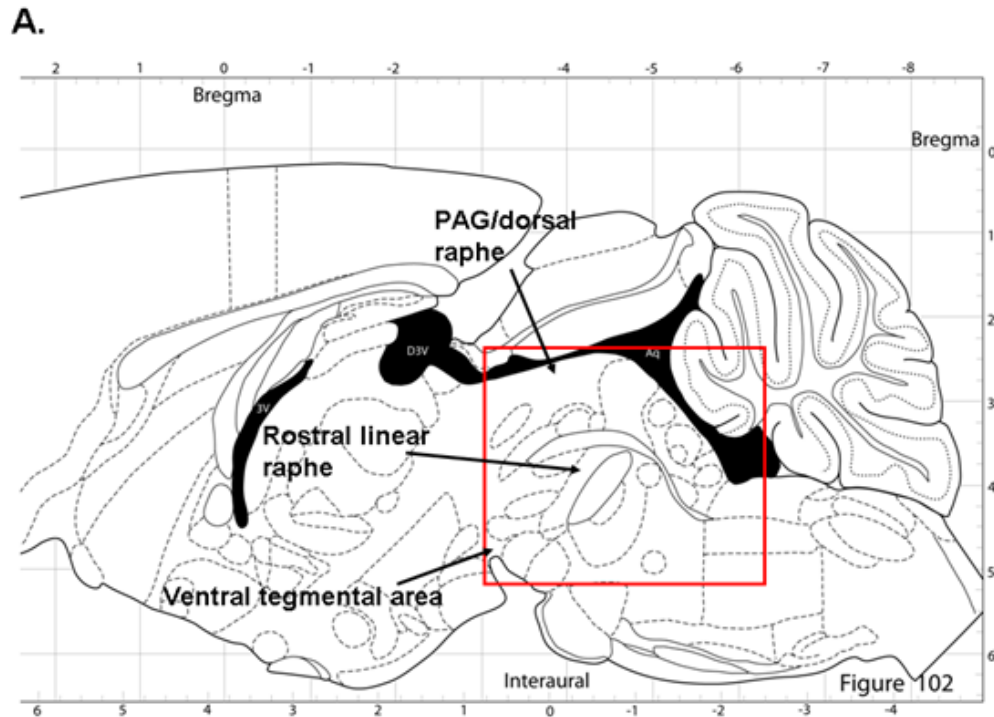 A.
2 1 0 -1 -2 -4 -5 -6 -7 -8
Bregma
Bregma
0
1
2
3
4
5
6
PAG/dorsal
raphe
D3V
Aq
3V
Rostral linear
raphe
Ventral tegmental area
Interaural
Figure 102
6 5 4 3 2 1 0 -1 -2 -3 -4